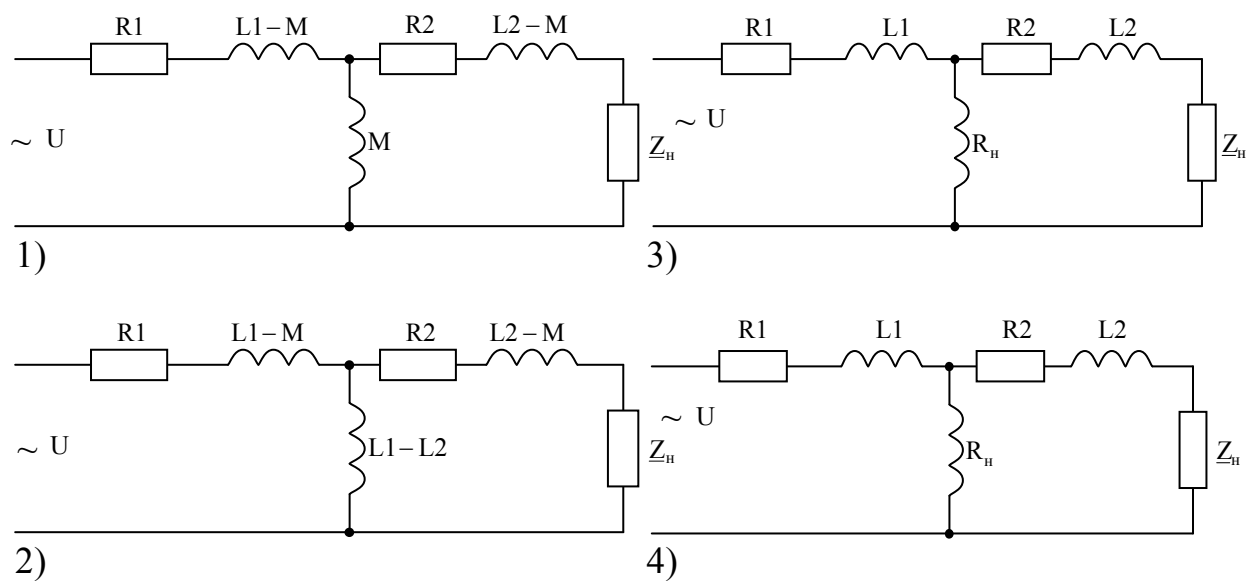 R1 L1 – M R2 L2 – M
~ U
M
Z_н
1)
R1 L1 R2 L2
~ U
R_н
Z_н
3)
R1 L1 – M R2 L2 – M
~ U
L1 – L2
Z_н
2)
R1 L1 R2 L2
~ U
R_н
Z_н
4)